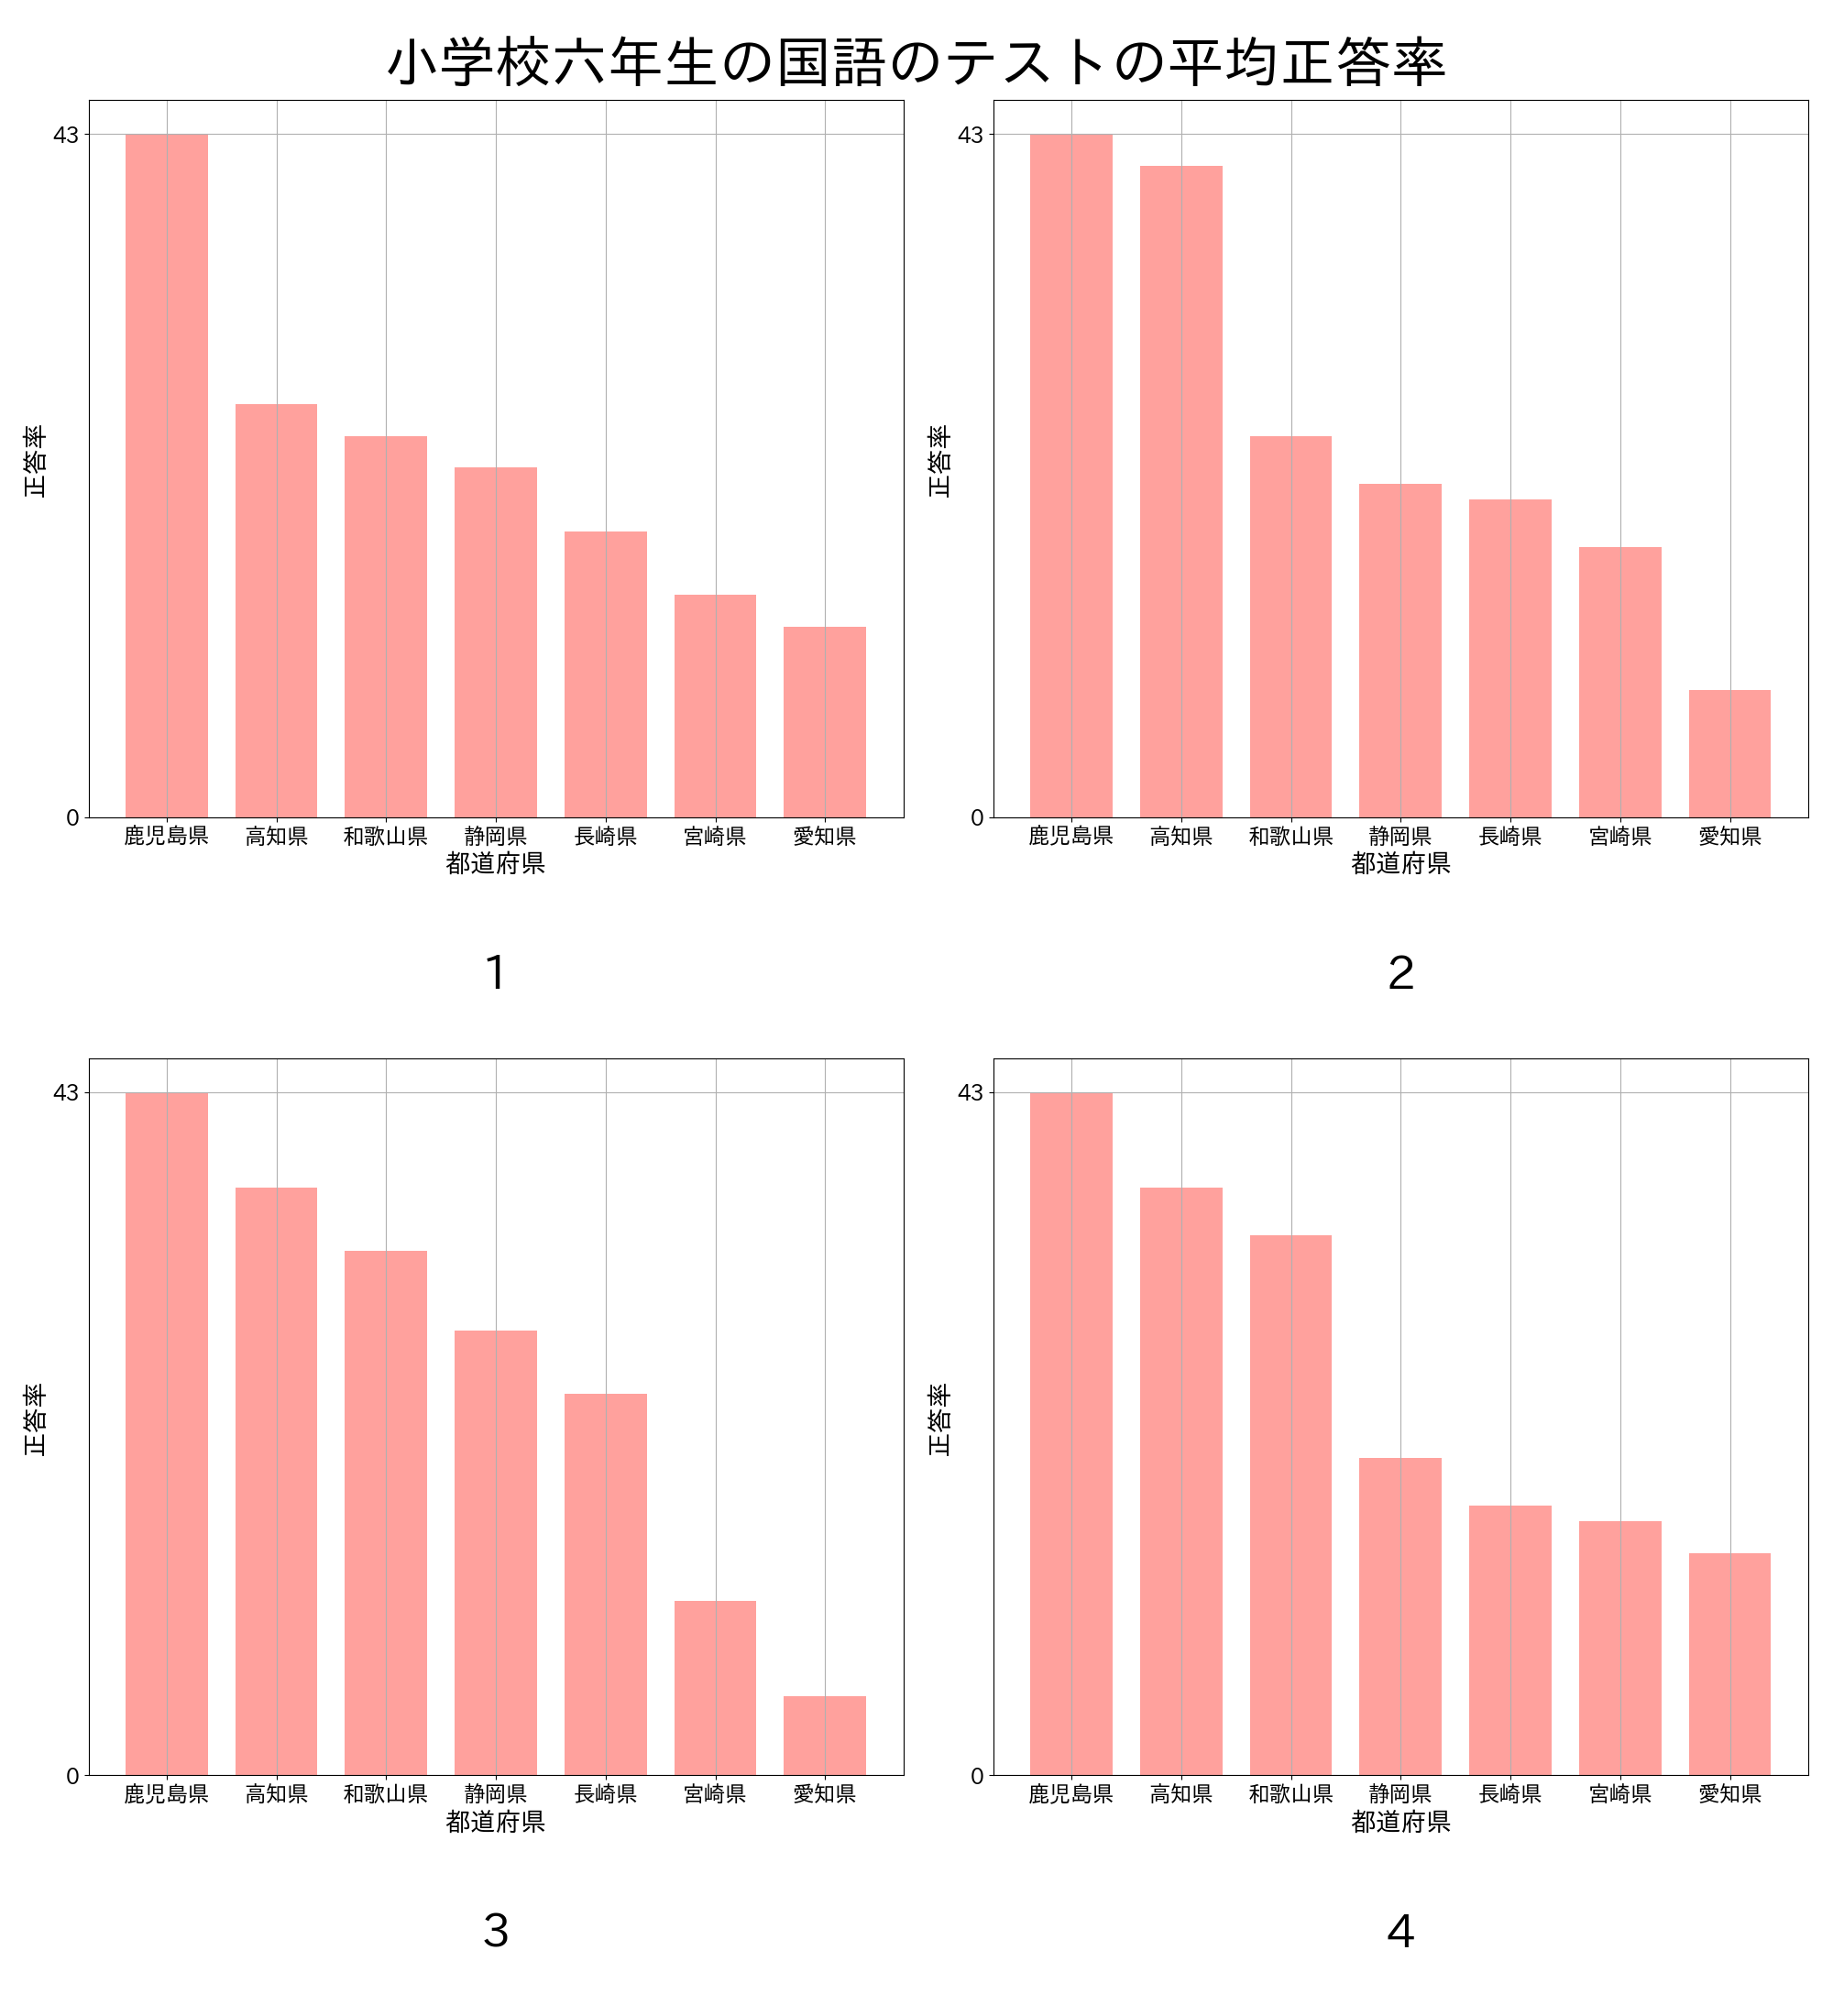 小学校六年生の国語のテストの平均正答率
43
0
正答率
鹿児島県 高知県 和歌山県 静岡県 長崎県 宮崎県 愛知県
都道府県
1
43
0
正答率
鹿児島県 高知県 和歌山県 静岡県 長崎県 宮崎県 愛知県
都道府県
2
43
0
正答率
鹿児島県 高知県 和歌山県 静岡県 長崎県 宮崎県 愛知県
都道府県
3
43
0
正答率
鹿児島県 高知県 和歌山県 静岡県 長崎県 宮崎県 愛知県
都道府県
4